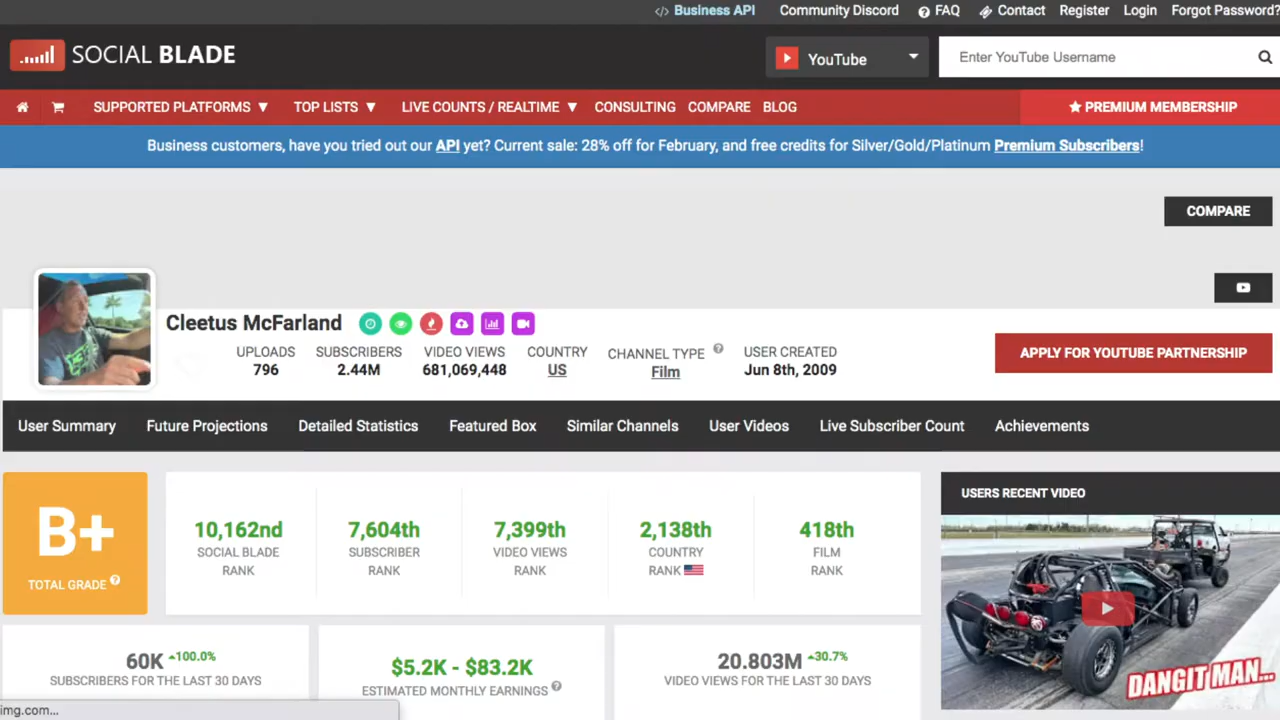 Business API Community Discord FAQ Contact Register Login Forgot Password?
SOCIAL BLADE
YouTube
Enter YouTube Username
SUPPORTED PLATFORMS ▼ TOP LISTS ▼ LIVE COUNTS / REALTIME ▼ CONSULTING COMPARE BLOG
PREMIUM MEMBERSHIP
Business customers, have you tried out our API yet? Current sale: 28% off for February, and free credits for Silver/Gold/Platinum Premium Subscribers!
COMPARE
Cleetus McFarland
UPLOADS SUBSCRIBERS VIDEO VIEWS COUNTRY CHANNEL TYPE USER CREATED
796 2.44M 681,069,448 US Film Jun 8th, 2009
APPLY FOR YOUTUBE PARTNERSHIP
User Summary Future Projections Detailed Statistics Featured Box Similar Channels User Videos Live Subscriber Count Achievements
B+
TOTAL GRADE
10,162nd 7,604th 7,399th 2,138th 418th
SOCIAL BLADE SUBSCRIBER VIDEO VIEWS COUNTRY FILM
RANK RANK RANK RANK RANK
USERS RECENT VIDEO
DANGIT MAN...
60K 100.0%
SUBSCRIBERS FOR THE LAST 30 DAYS
$5.2K - $83.2K
ESTIMATED MONTHLY EARNINGS
20.803M 30.7%
VIDEO VIEWS FOR THE LAST 30 DAYS
img.com...